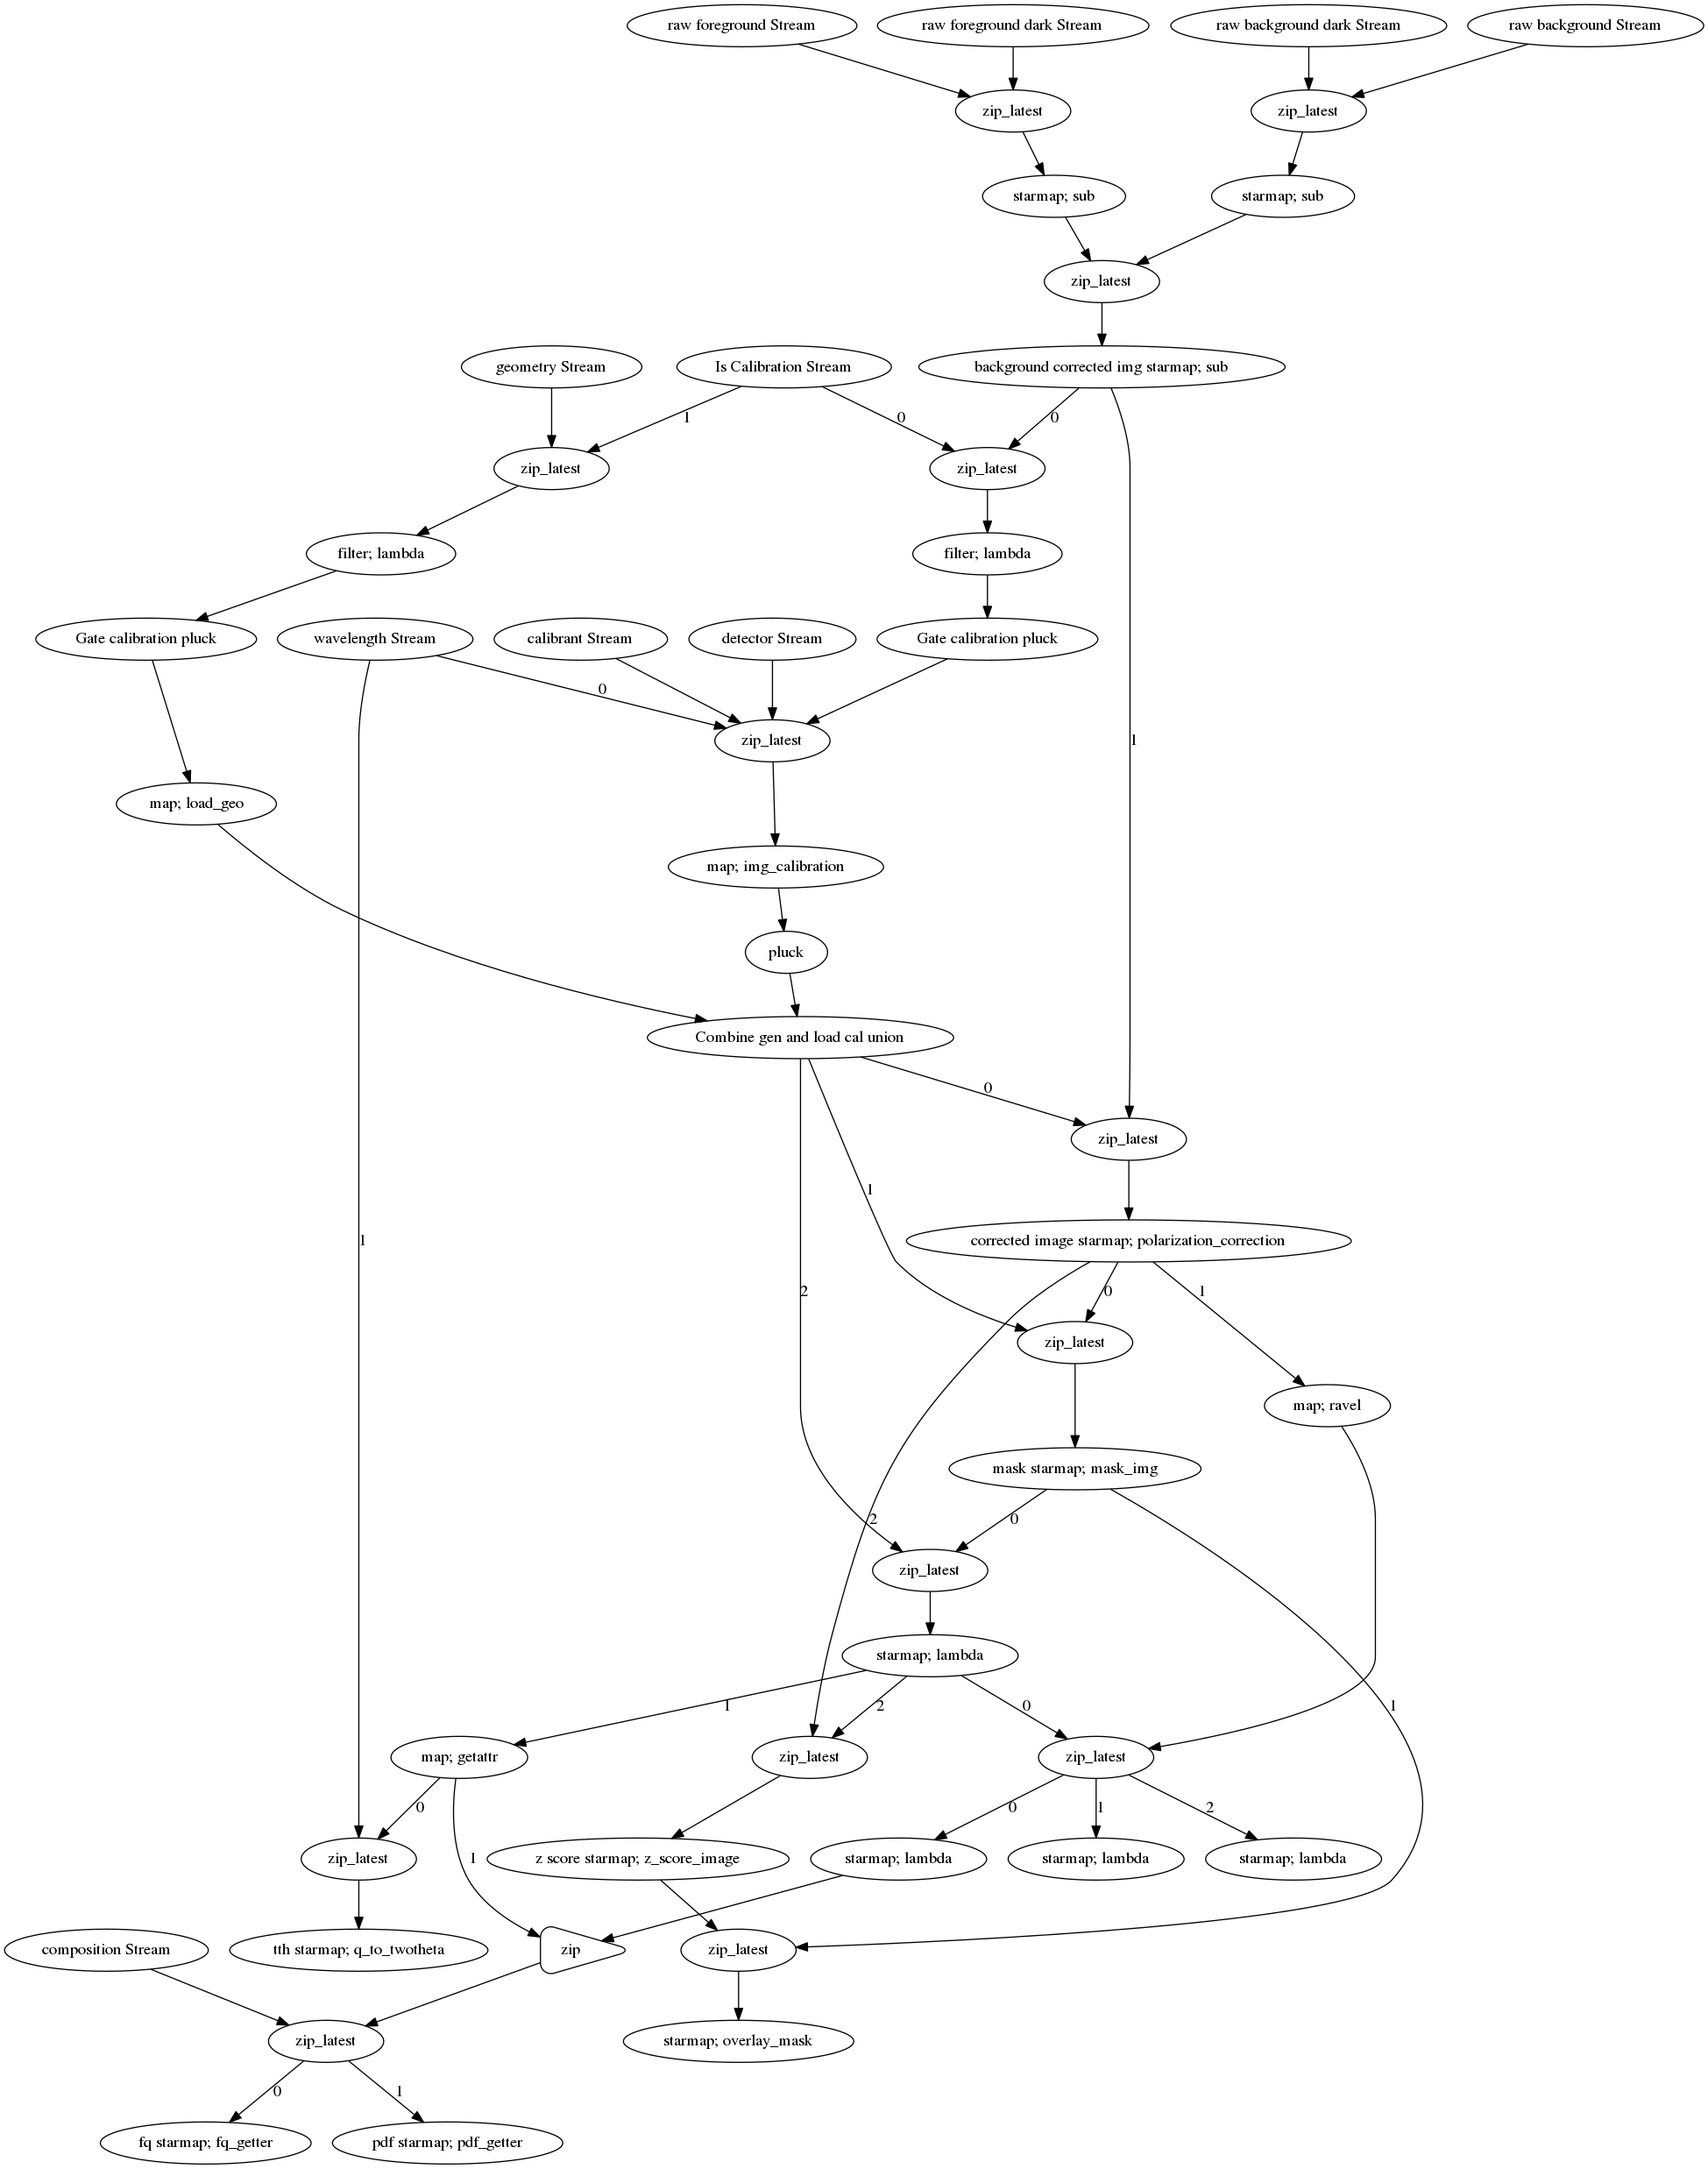 raw foreground Stream
raw foreground dark Stream
raw background dark Stream
raw background Stream
zip_latest
zip_latest
starmap; sub
starmap; sub
zip_latest
geometry Stream
Is Calibration Stream
background corrected img starmap; sub
1
0
0
zip_latest
zip_latest
filter; lambda
filter; lambda
Gate calibration pluck
wavelength Stream
calibrant Stream
detector Stream
Gate calibration pluck
0
zip_latest
1
map; load_geo
map; img_calibration
pluck
Combine gen and load cal union
0
zip_latest
1
1
corrected image starmap; polarization_correction
2
0
1
zip_latest
map; ravel
mask starmap; mask_img
2
0
zip_latest
starmap; lambda
1
2
0
1
map; getattr
zip_latest
zip_latest
0
0
1
2
zip_latest
1
z score starmap; z_score_image
starmap; lambda
starmap; lambda
starmap; lambda
composition Stream
tth starmap; q_to_twotheta
zip
zip_latest
zip_latest
starmap; overlay_mask
0
1
fq starmap; fq_getter
pdf starmap; pdf_getter